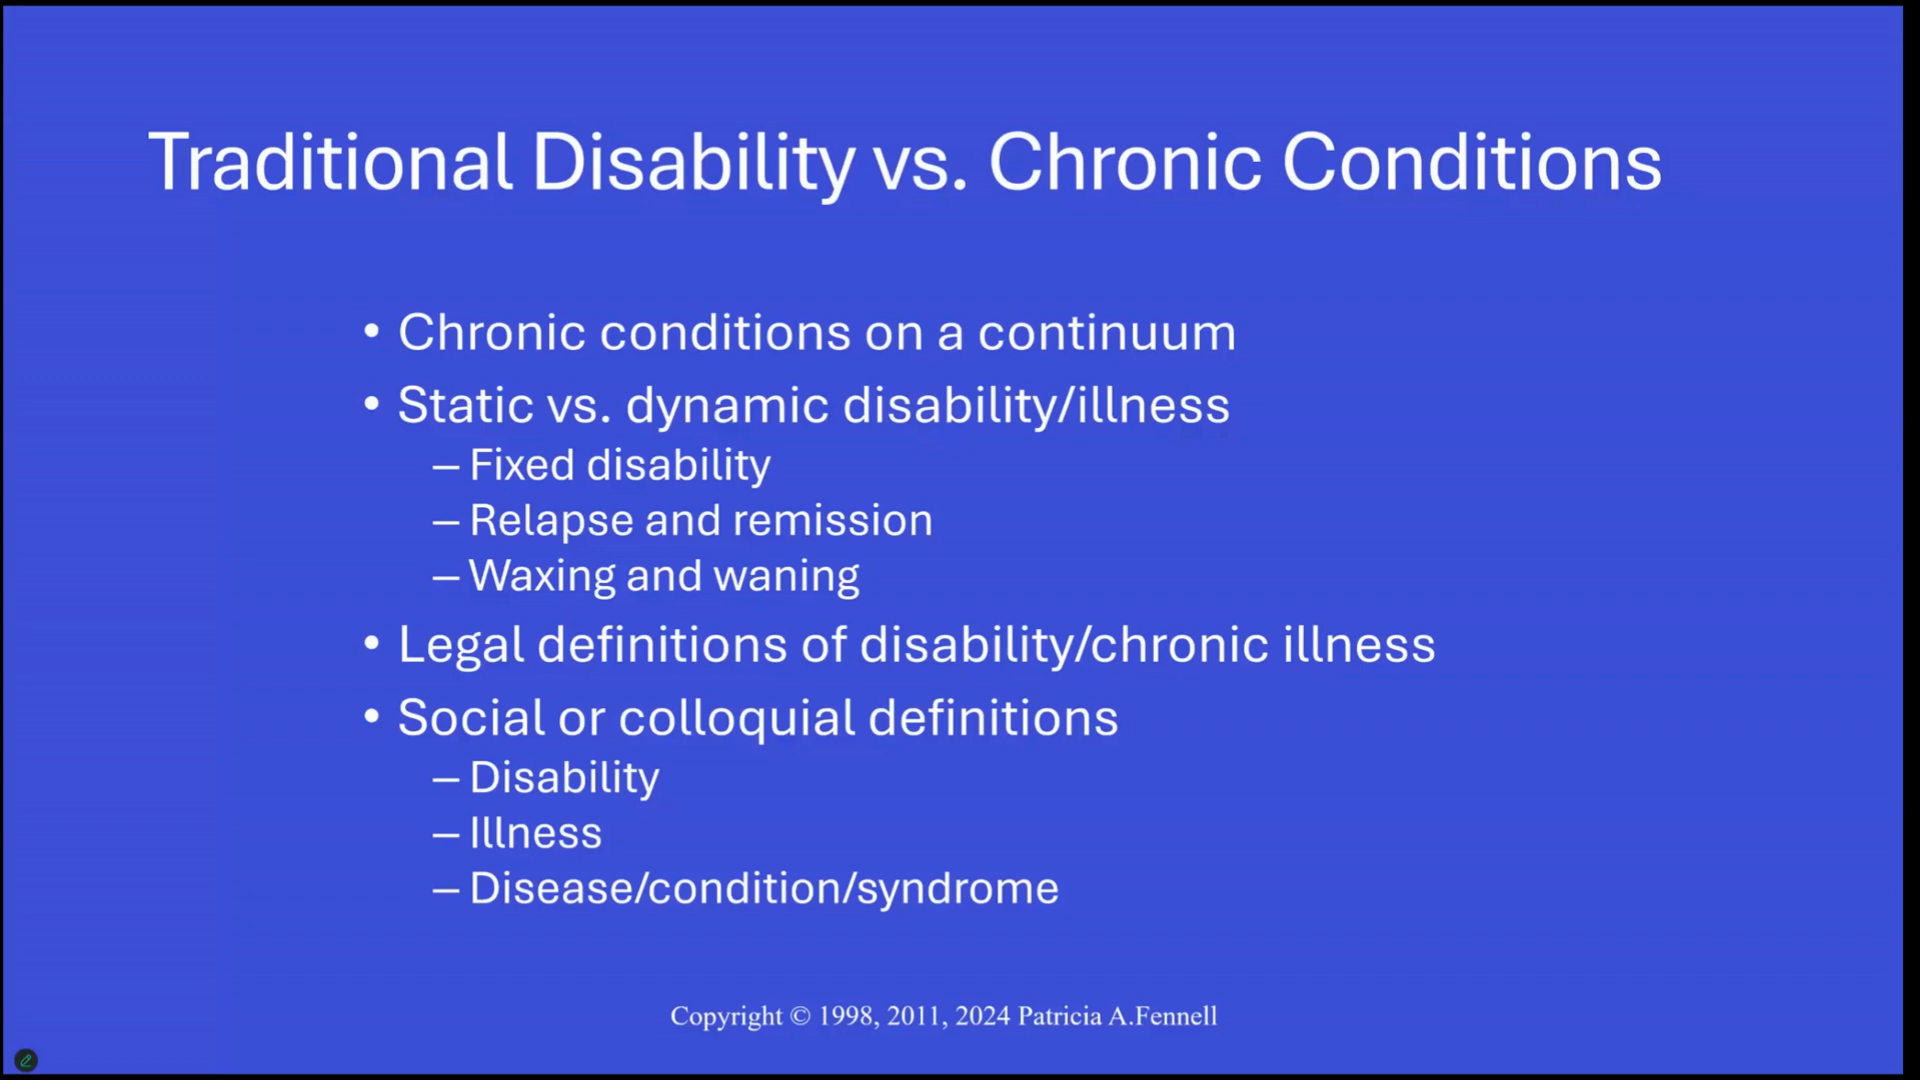 Traditional Disability vs. Chronic Conditions
• Chronic conditions on a continuum
• Static vs. dynamic disability/illness
– Fixed disability
– Relapse and remission
– Waxing and waning
• Legal definitions of disability/chronic illness
• Social or colloquial definitions
– Disability
– Illness
– Disease/condition/syndrome
Copyright © 1998, 2011, 2024 Patricia A.Fennell